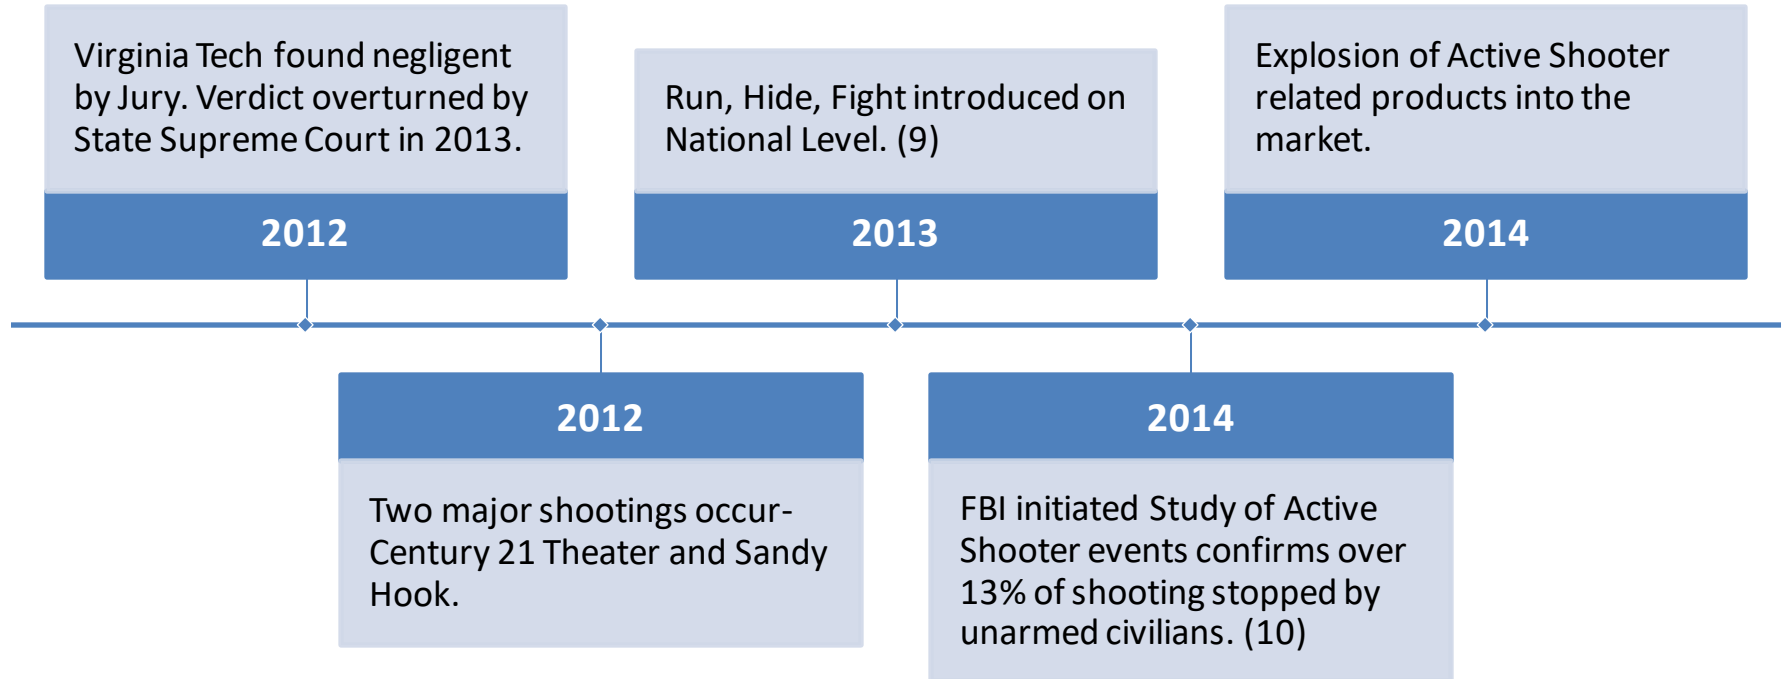 Virginia Tech found negligent
by Jury. Verdict overturned by
State Supreme Court in 2013.
2012
Two major shootings occur-
Century 21 Theater and Sandy
Hook.
2012
Run, Hide, Fight introduced on
National Level. (9)
2013
FBI initiated Study of Active
Shooter events confirms over
13% of shooting stopped by
unarmed civilians. (10)
2014
Explosion of Active Shooter
related products into the
market.
2014